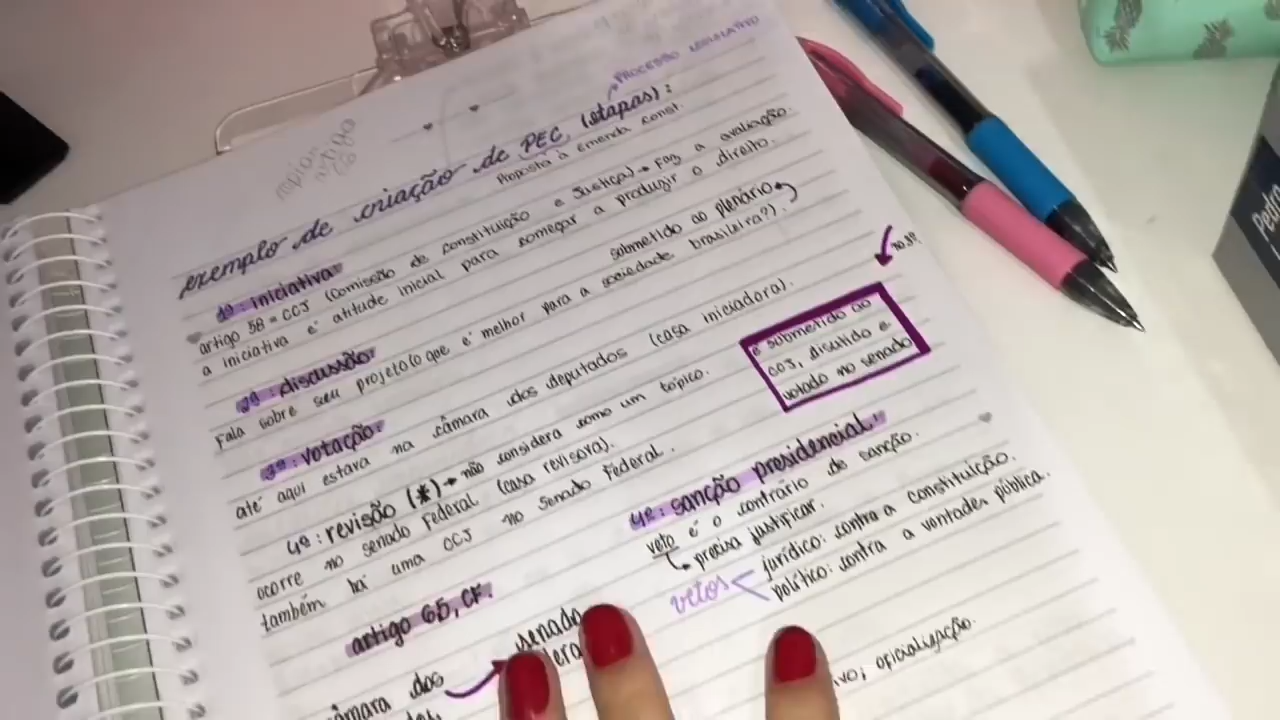 PROCESSO LEGISLATIVO
exemplo de criação de PEC, (etapas):
Proposta à emenda const.
1º: iniciativa:
artigo 58 = CCJ (comissão de constituição e Justiça) → Faz a avaliação.
a iniciativa é atitude inicial para começar a produzir o direito.
2º: discussão: submetido ao plenário
Fala sobre seu projeto (o que é melhor para a sociedade brasileira?).
3º: votação:
até aqui estava na câmara dos deputados (casa iniciadora).
4º: revisão (*) → não considera como um tópico.
ocorre no senado Federal (casa revisora).
também há uma CCJ no senado Federal.
é submetido ao
CCJ, discutido e
votado no senado
artigo 65, CF.
senado
câmara dos
4º: sanção presidencial:
veto é o contrário de sanção.
precisa justificar.
vetos
jurídico: contra a constituição.
político: contra a vontade pública.
oficialização.